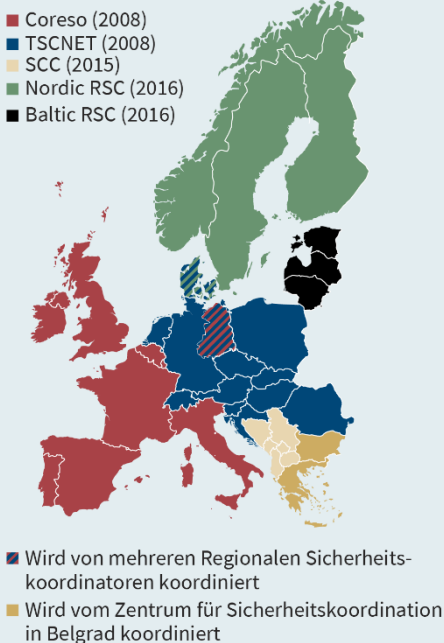 Coreso (2008)
TSCNET (2008)
SCC (2015)
Nordic RSC (2016)
Baltic RSC (2016)
Wird von mehreren Regionalen Sicherheits-
koordinatoren koordiniert
Wird vom Zentrum für Sicherheitskoordination
in Belgrad koordiniert